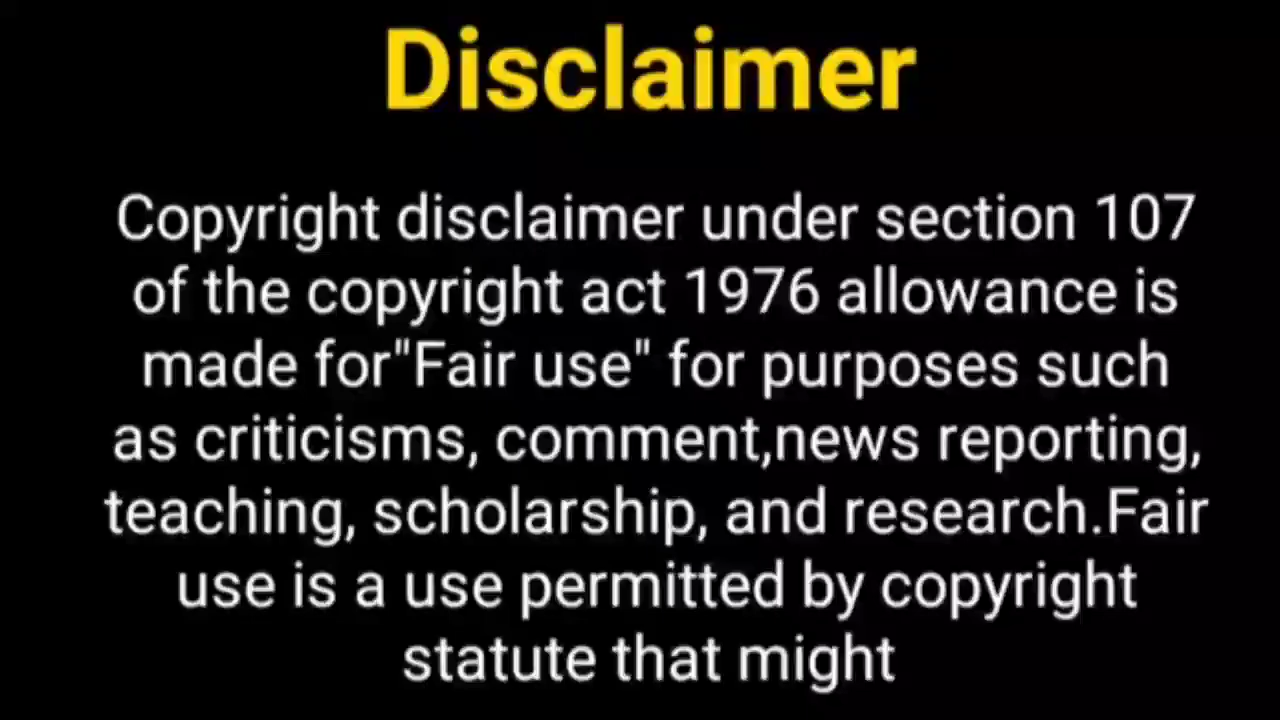 Disclaimer
Copyright disclaimer under section 107
of the copyright act 1976 allowance is
made for"Fair use" for purposes such
as criticisms, comment,news reporting,
teaching, scholarship, and research.Fair
use is a use permitted by copyright
statute that might